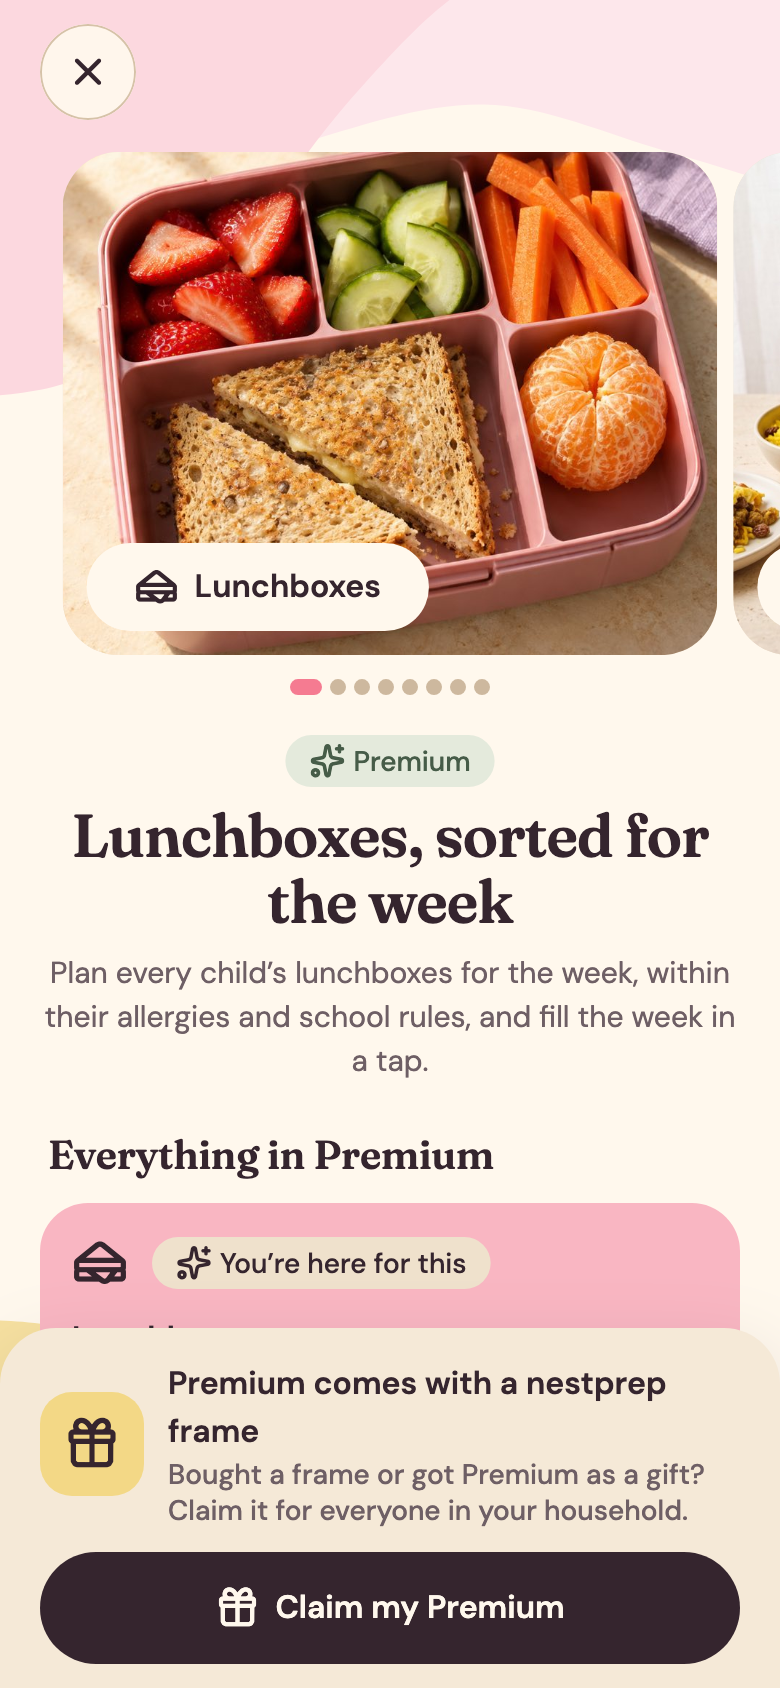 Lunchboxes
Premium
Lunchboxes, sorted for
the week
Plan every child’s lunchboxes for the week, within
their allergies and school rules, and fill the week in
a tap.
Everything in Premium
You’re here for this
Premium comes with a nestprep
frame
Bought a frame or got Premium as a gift?
Claim it for everyone in your household.
Claim my Premium